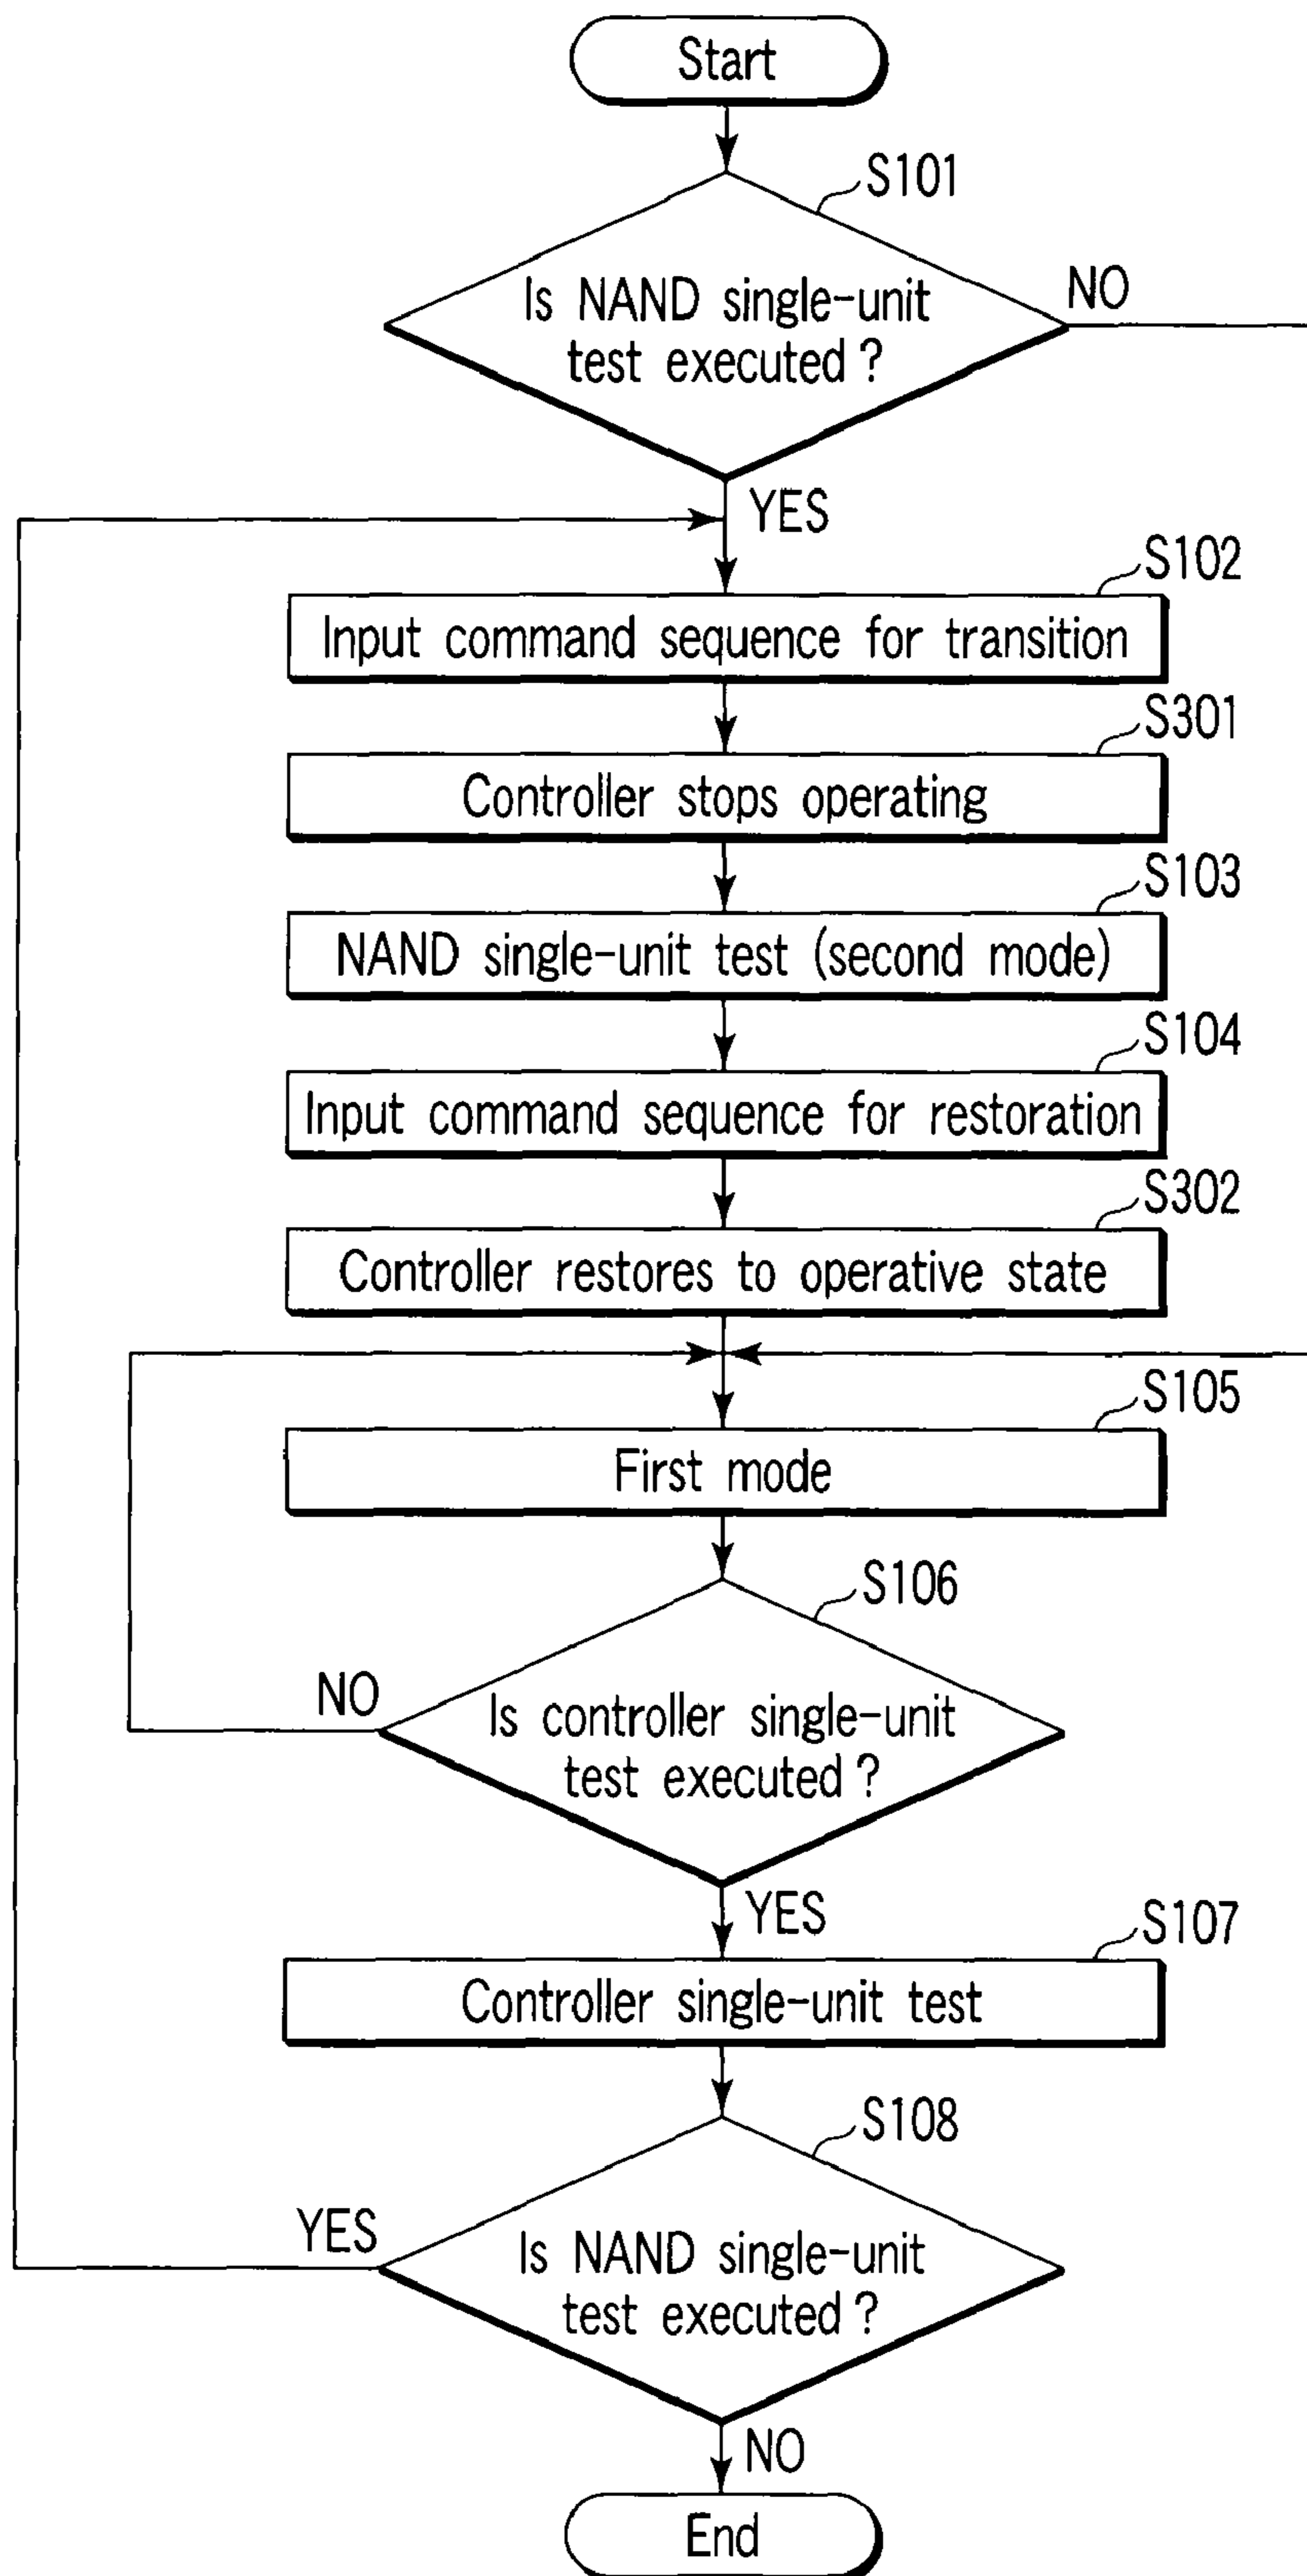 Start
S101
Is NAND single-unit
test executed ?
NO
YES
S102
Input command sequence for transition
S301
Controller stops operating
S103
NAND single-unit test (second mode)
S104
Input command sequence for restoration
S302
Controller restores to operative state
S105
First mode
S106
NO
Is controller single-unit
test executed ?
YES
S107
Controller single-unit test
S108
YES
Is NAND single-unit
test executed ?
NO
End